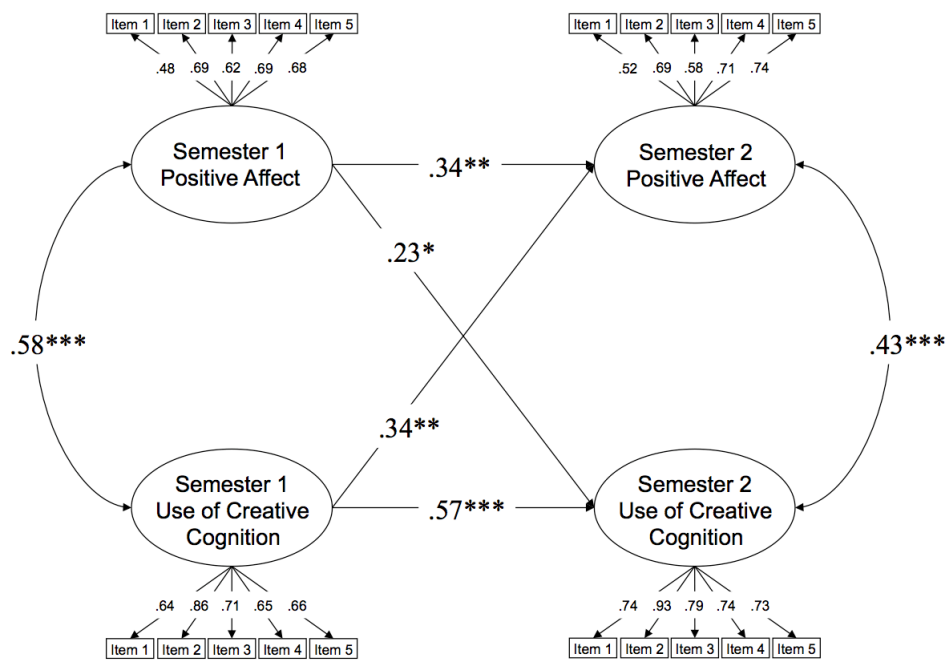 Item 1 Item 2 Item 3 Item 4 Item 5
Item 1 Item 2 Item 3 Item 4 Item 5
.48 .69 .62 .69 .68
.52 .69 .58 .71 .74
Semester 1
Positive Affect
.34**
Semester 2
Positive Affect
.23*
.58***
.43***
.34**
Semester 1
Use of Creative
Cognition
.57***
Semester 2
Use of Creative
Cognition
.64 .86 .71 .65 .66
.74 .93 .79 .74 .73
Item 1 Item 2 Item 3 Item 4 Item 5
Item 1 Item 2 Item 3 Item 4 Item 5